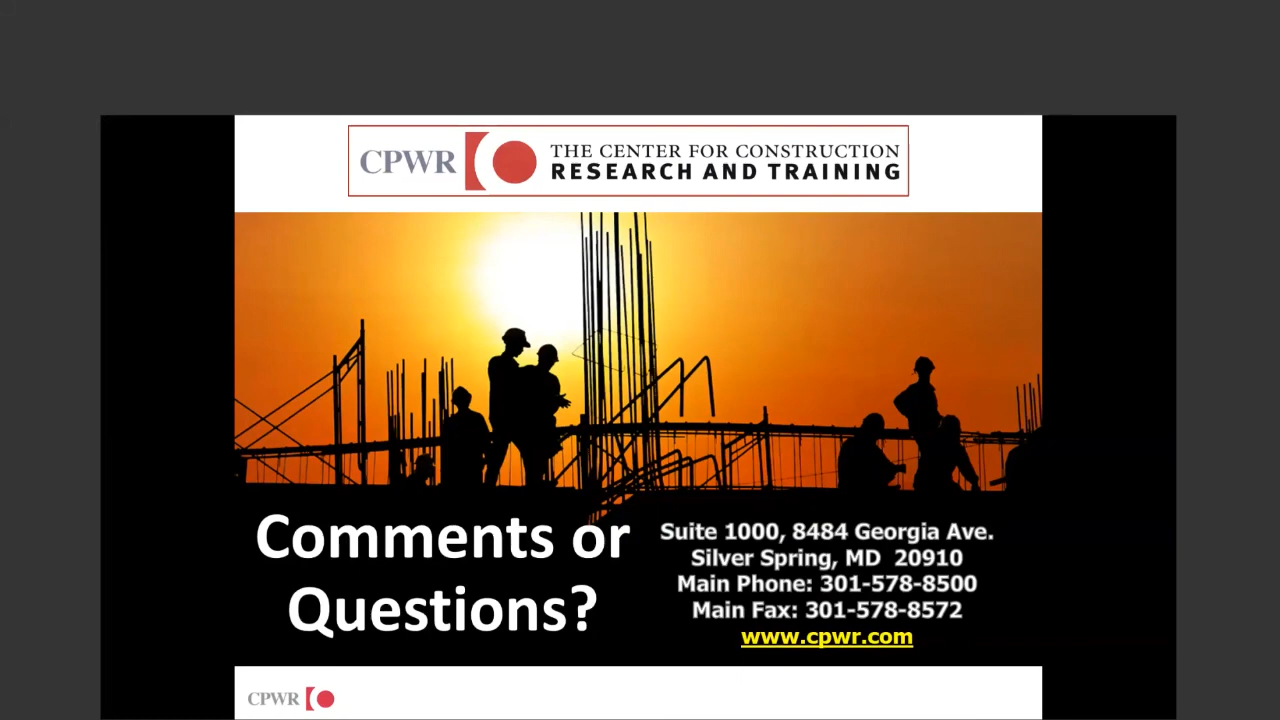 CPWR
THE CENTER FOR CONSTRUCTION
RESEARCH AND TRAINING
Comments or
Questions?
Suite 1000, 8484 Georgia Ave.
Silver Spring, MD  20910
Main Phone: 301-578-8500
Main Fax: 301-578-8572
www.cpwr.com
CPWR